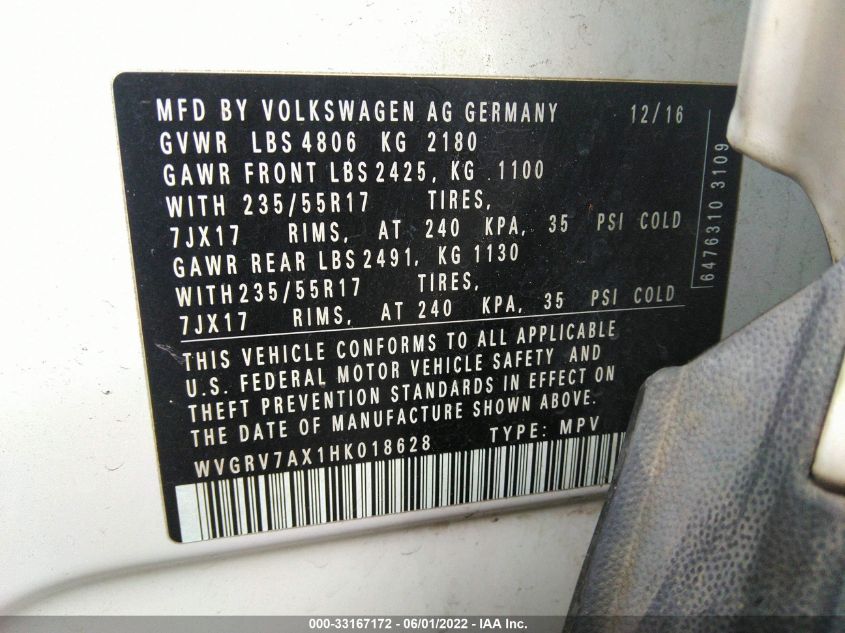 MFD BY VOLKSWAGEN AG GERMANY 12/16
GVWR LBS 4806 KG 2180
GAWR FRONT LBS 2425, KG 1100
WITH 235/55R17 TIRES,
7JX17 RIMS, AT 240 KPA, 35 PSI COLD
GAWR REAR LBS 2491, KG 1130
WITH 235/55R17 TIRES,
7JX17 RIMS, AT 240 KPA, 35 PSI COLD
THIS VEHICLE CONFORMS TO ALL APPLICABLE
U.S. FEDERAL MOTOR VEHICLE SAFETY AND
THEFT PREVENTION STANDARDS IN EFFECT ON
THE DATE OF MANUFACTURE SHOWN ABOVE.
WVGRV7AX1HK018628 TYPE: MPV
6476310 3109
000-33167172 - 06/01/2022 - IAA Inc.